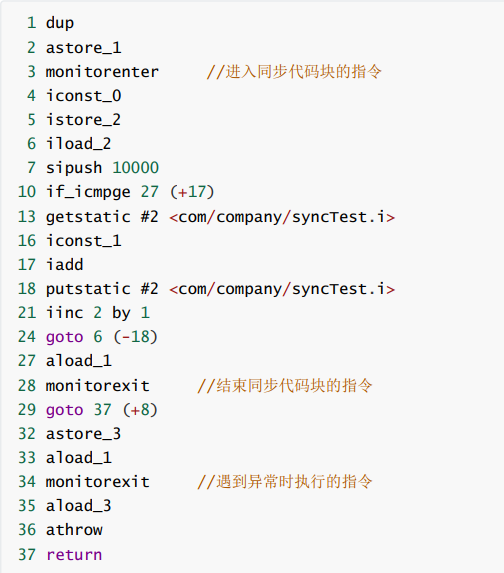 1 dup
2 astore_1
3 monitorenter //进入同步代码块的指令
4 iconst_0
5 istore_2
6 iload_2
7 sipush 10000
10 if_icmpge 27 (+17)
13 getstatic #2 <com/company/syncTest.i>
16 iconst_1
17 iadd
18 putstatic #2 <com/company/syncTest.i>
21 iinc 2 by 1
24 goto 6 (-18)
27 aload_1
28 monitorexit //结束同步代码块的指令
29 goto 37 (+8)
32 astore_3
33 aload_1
34 monitorexit //遇到异常时执行的指令
35 aload_3
36 athrow
37 return